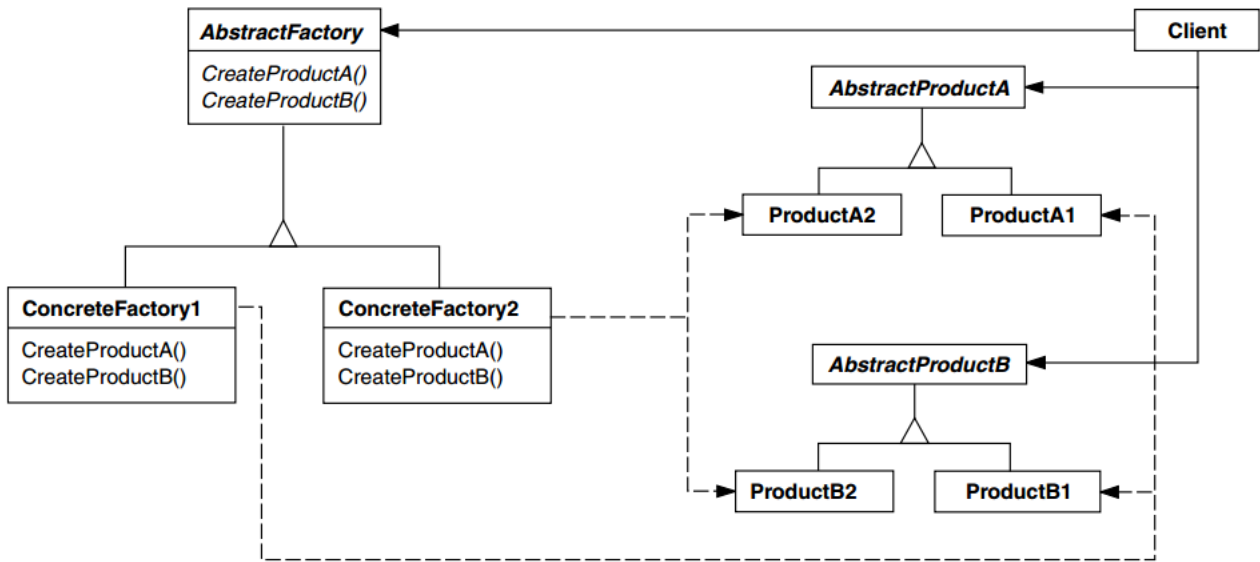 AbstractFactory
CreateProductA()
CreateProductB()
Client
AbstractProductA
ProductA2
ProductA1
ConcreteFactory1
CreateProductA()
CreateProductB()
ConcreteFactory2
CreateProductA()
CreateProductB()
AbstractProductB
ProductB2
ProductB1